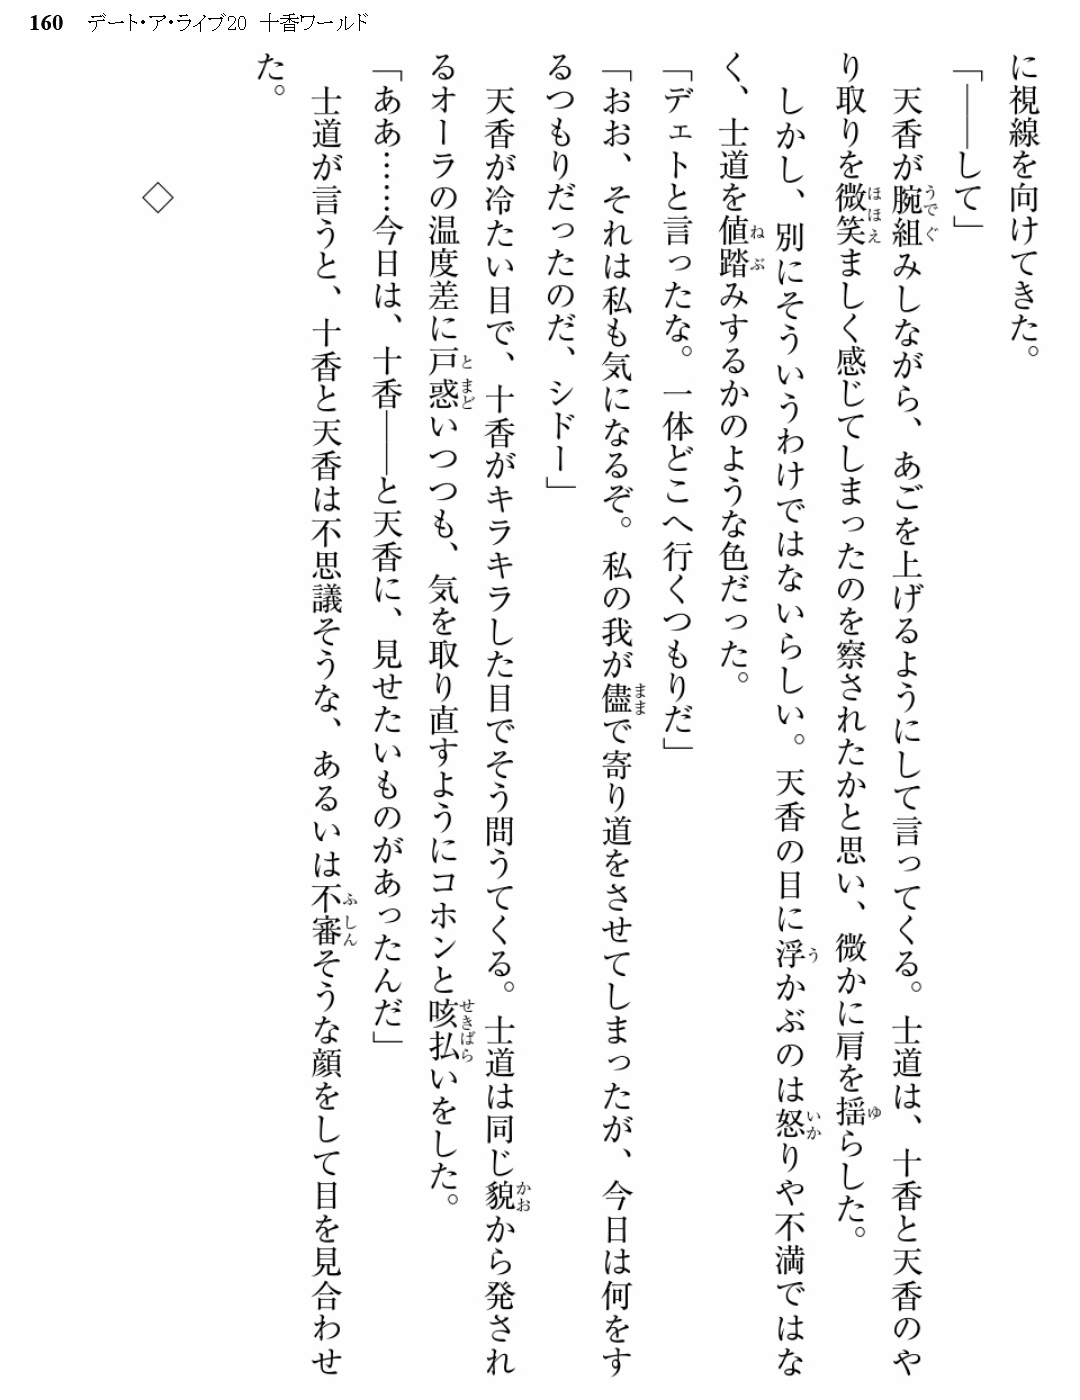 160 デート・ア・ライブ20 十香ワールド
に視線を向けてきた。
「――して」
天香が腕組みしながら、あごを上げるようにして言ってくる。士道は、十香と天香のや
り取りを微笑ましく感じてしまったのを察されたかと思い、微かに肩を揺らした。
しかし、別にそういうわけではないらしい。天香の目に浮かぶのは怒りや不満ではな
く、士道を値踏みするかのような色だった。
「デェトと言ったな。一体どこへ行くつもりだ」
「おお、それは私も気になるぞ。私の我が儘で寄り道をさせてしまったが、今日は何をす
るつもりだったのだ、シドー」
天香が冷たい目で、十香がキラキラした目でそう問うてくる。士道は同じ貌から発され
るオーラの温度差に戸惑いつつも、気を取り直すようにコホンと咳払いをした。
「ああ……今日は、十香――と天香に、見せたいものがあったんだ」
士道が言うと、十香と天香は不思議そうな、あるいは不審そうな顔をして目を見合わせ
た。
◇